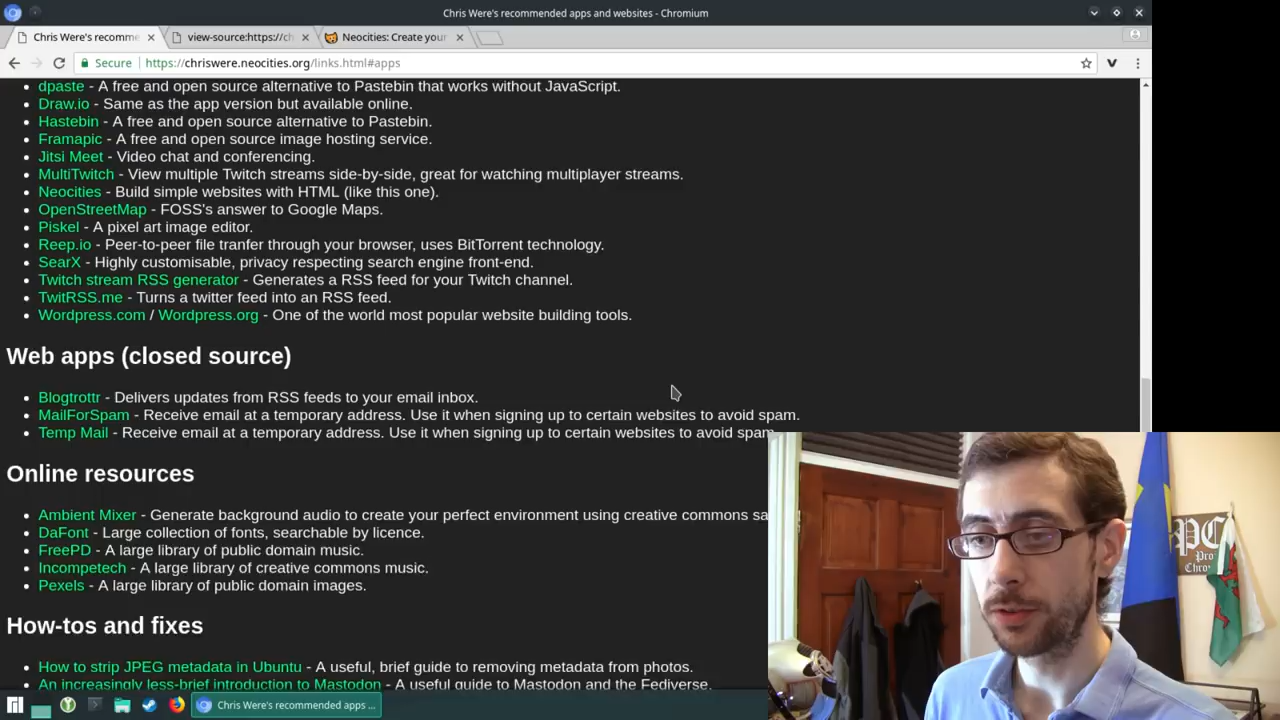 Chris Were's recommended apps and websites - Chromium
Chris Were's recomme
view-source:https://ch
Neocities: Create your
Secure https://chriswere.neocities.org/links.html#apps
dpaste - A free and open source alternative to Pastebin that works without JavaScript.
Draw.io - Same as the app version but available online.
Hastebin - A free and open source alternative to Pastebin.
Framapic - A free and open source image hosting service.
Jitsi Meet - Video chat and conferencing.
MultiTwitch - View multiple Twitch streams side-by-side, great for watching multiplayer streams.
Neocities - Build simple websites with HTML (like this one).
OpenStreetMap - FOSS's answer to Google Maps.
Piskel - A pixel art image editor.
Reep.io - Peer-to-peer file tranfer through your browser, uses BitTorrent technology.
SearX - Highly customisable, privacy respecting search engine front-end.
Twitch stream RSS generator - Generates a RSS feed for your Twitch channel.
TwitRSS.me - Turns a twitter feed into an RSS feed.
Wordpress.com / Wordpress.org - One of the world most popular website building tools.
Web apps (closed source)
Blogtrottr - Delivers updates from RSS feeds to your email inbox.
MailForSpam - Receive email at a temporary address. Use it when signing up to certain websites to avoid spam.
Temp Mail - Receive email at a temporary address. Use it when signing up to certain websites to avoid spam
Online resources
Ambient Mixer - Generate background audio to create your perfect environment using creative commons sa
DaFont - Large collection of fonts, searchable by licence.
FreePD - A large library of public domain music.
Incompetech - A large library of creative commons music.
Pexels - A large library of public domain images.
PC
How-tos and fixes
How to strip JPEG metadata in Ubuntu - A useful, brief guide to removing metadata from photos.
An increasingly less-brief introduction to Mastodon - A useful guide to Mastodon and the Fediverse.
Chris Were's recommended apps ...